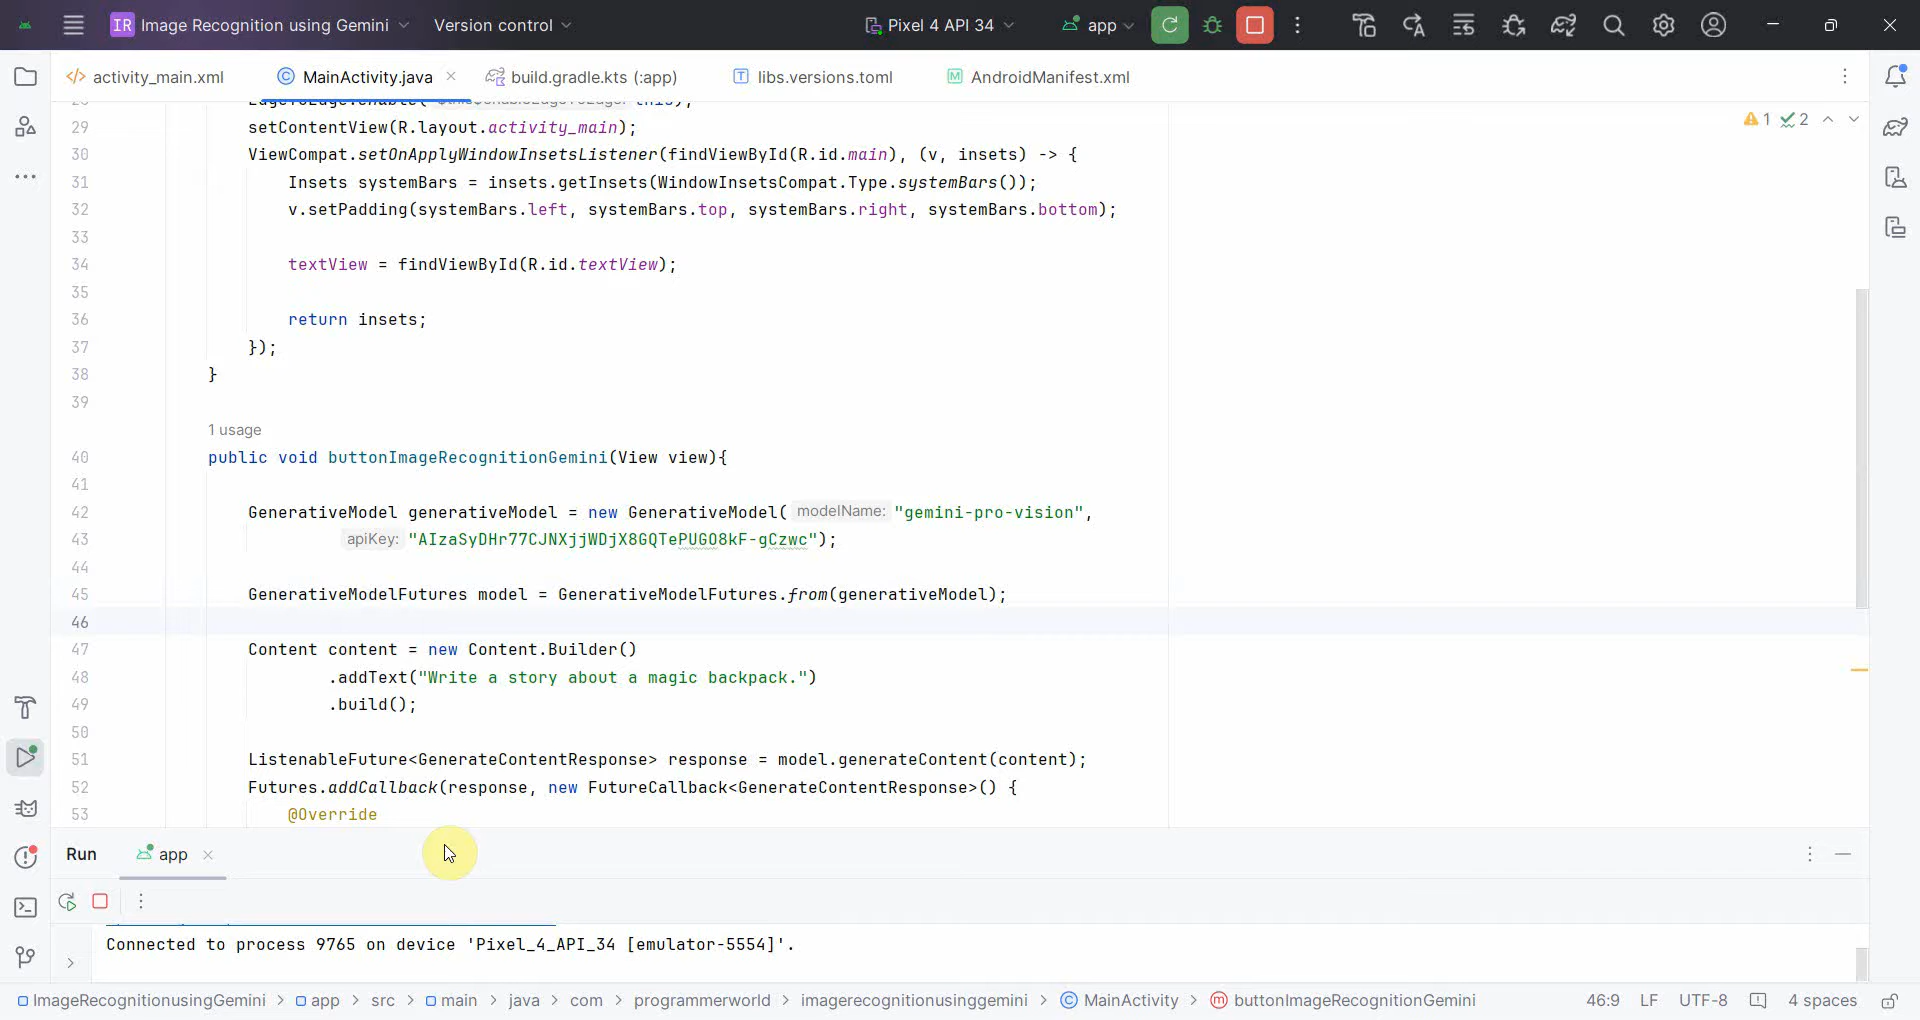 IR Image Recognition using Gemini Version control Pixel 4 API 34 app
activity_main.xml MainActivity.java build.gradle.kts (:app) libs.versions.toml AndroidManifest.xml
1 2
29 setContentView(R.layout.activity_main);
30 ViewCompat.setOnApplyWindowInsetsListener(findViewById(R.id.main), (v, insets) -> {
31 Insets systemBars = insets.getInsets(WindowInsetsCompat.Type.systemBars());
32 v.setPadding(systemBars.left, systemBars.top, systemBars.right, systemBars.bottom);
33
34 textView = findViewById(R.id.textView);
35
36 return insets;
37 });
38 }
39
1 usage
40 public void buttonImageRecognitionGemini(View view){
41
42 GenerativeModel generativeModel = new GenerativeModel( modelName: "gemini-pro-vision",
43 apiKey: "AIzaSyDHr77CJNXjjWDjX8GQTePUGO8kF-gCzwc");
44
45 GenerativeModelFutures model = GenerativeModelFutures.from(generativeModel);
46
47 Content content = new Content.Builder()
48 .addText("Write a story about a magic backpack.")
49 .build();
50
51 ListenableFuture<GenerateContentResponse> response = model.generateContent(content);
52 Futures.addCallback(response, new FutureCallback<GenerateContentResponse>() {
53 @Override
Run app
Connected to process 9765 on device 'Pixel_4_API_34 [emulator-5554]'.
ImageRecognitionusingGemini > app > src > main > java > com > programmerworld > imagerecognitionusinggemini > MainActivity > buttonImageRecognitionGemini 46:9 LF UTF-8 4 spaces